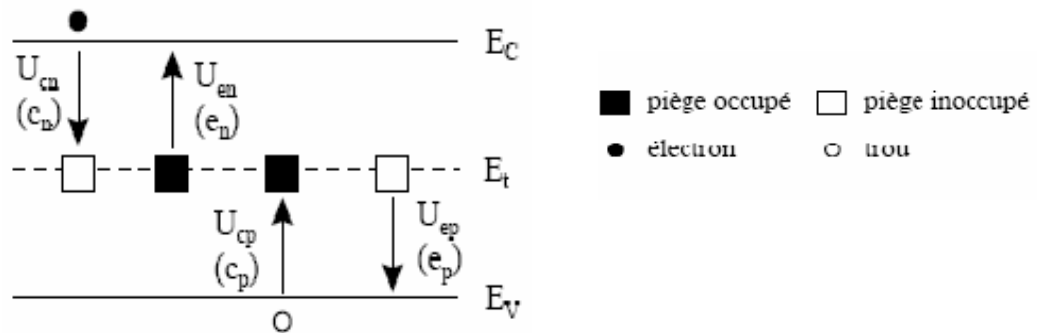 E_C
U_cn
(c_n)
U_en
(e_n)
piège occupé piège inoccupé
électron trou
E_t
U_cp
(c_p)
U_ep
(e_p)
E_V